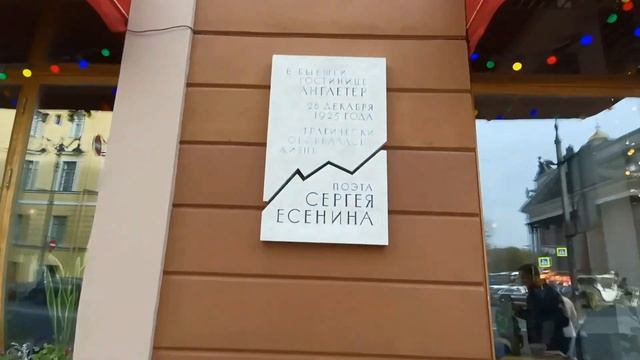 В БЫВШЕЙ
ГОСТИНИЦЕ
АНГЛЕТЕР
28 ДЕКАБРЯ
1925 ГОДА
ТРАГИЧЕСКИ
ОБОРВАЛАСЬ
ЖИЗНЬ
ПОЭТА
СЕРГЕЯ
ЕСЕНИНА